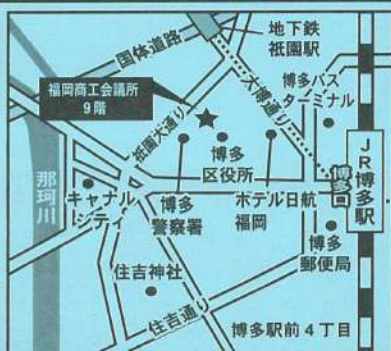 地下鉄
祇園駅
国体道路
大博通り
博多バス
ターミナル
福岡商工会議所
9階
祇園大通り
博多
区役所
JR博多駅
博多口
那珂川
キャナル
シティ
博多
警察署
ホテル日航
福岡
博多
郵便局
住吉神社
住吉通り
博多駅前4丁目